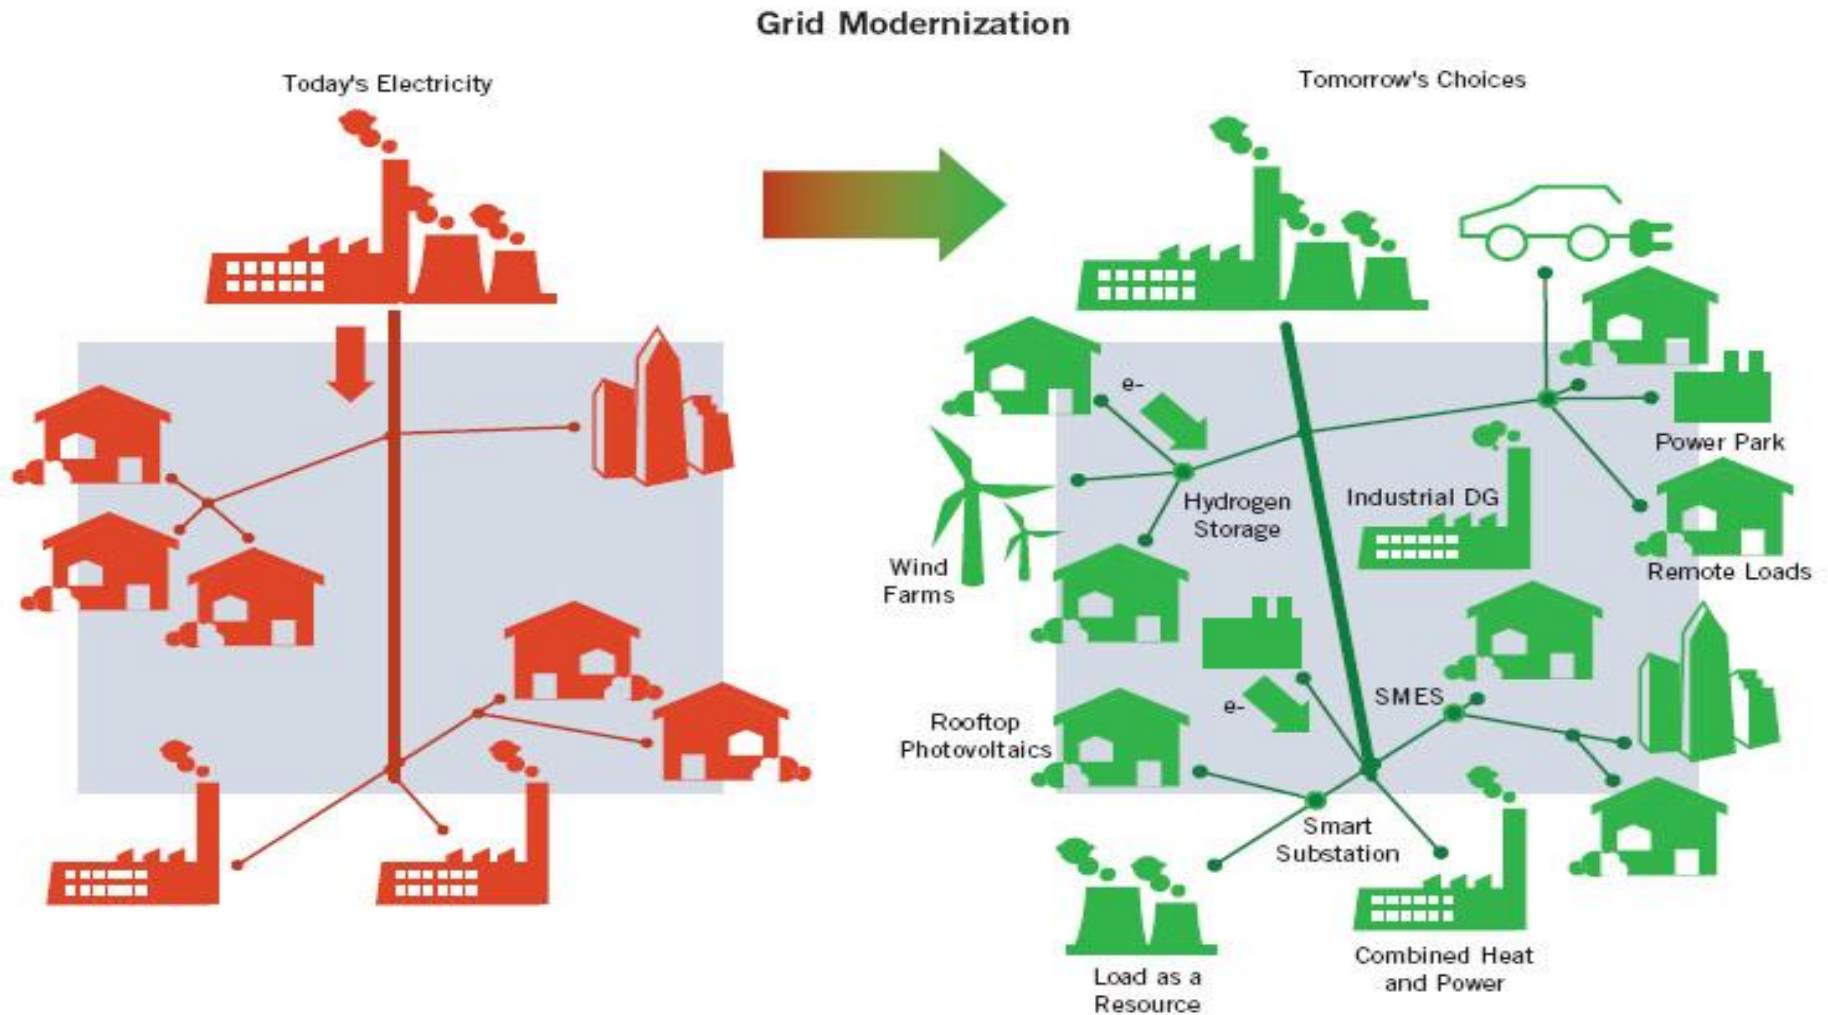 Grid Modernization
Today's Electricity
Tomorrow's Choices
e-
Power Park
Hydrogen
Storage
Industrial DG
Wind
Farms
Remote Loads
SMES
e-
Rooftop
Photovoltaics
Smart
Substation
Combined Heat
and Power
Load as a
Resource